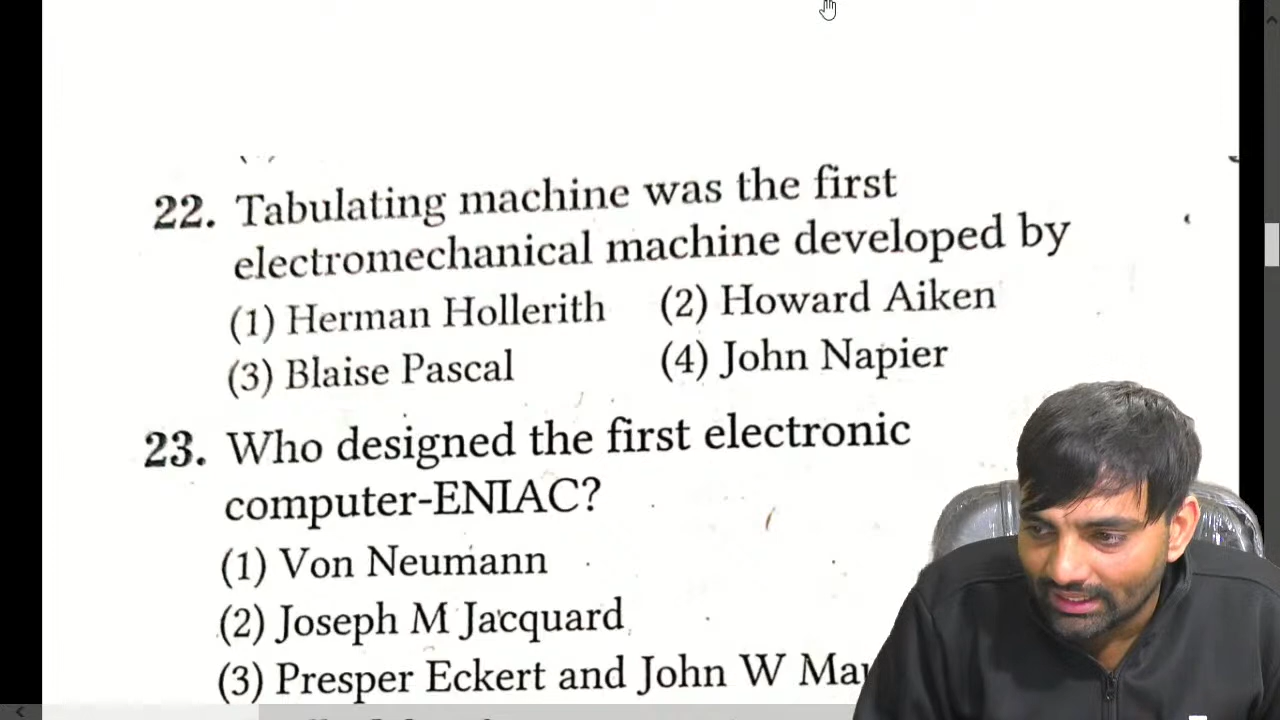 22. Tabulating machine was the first
electromechanical machine developed by
(1) Herman Hollerith (2) Howard Aiken
(3) Blaise Pascal (4) John Napier
23. Who designed the first electronic
computer-ENIAC?
(1) Von Neumann
(2) Joseph M Jacquard
(3) Presper Eckert and John W